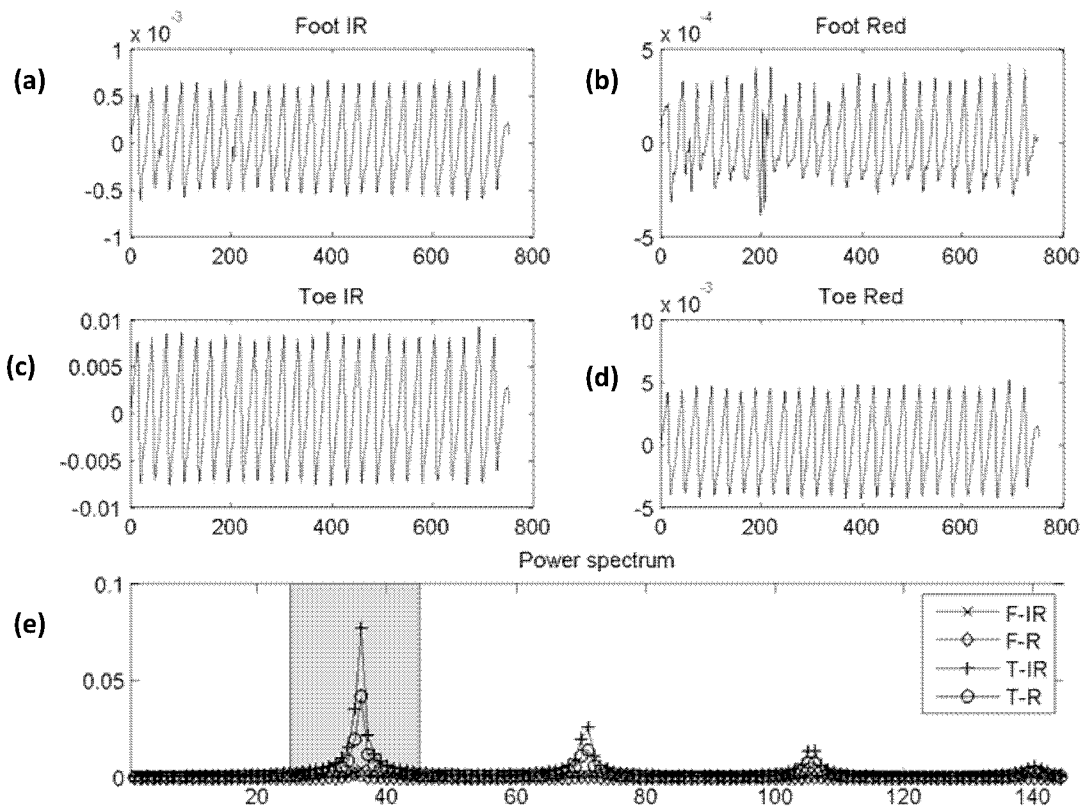 Foot IR
Foot Red
(a)
x 10⁻³
1
0.5
0
-0.5
-1
0 200 400 600 800
(b)
x 10⁻⁴
5
0
-5
0 200 400 600 800
Toe IR
Toe Red
(c)
0.01
0.005
0
-0.005
-0.01
0 200 400 600 800
(d)
x 10⁻³
10
5
0
-5
0 200 400 600 800
Power spectrum
(e)
0.1
0.05
0
20 40 60 80 100 120 140
F-IR
F-R
T-IR
T-R